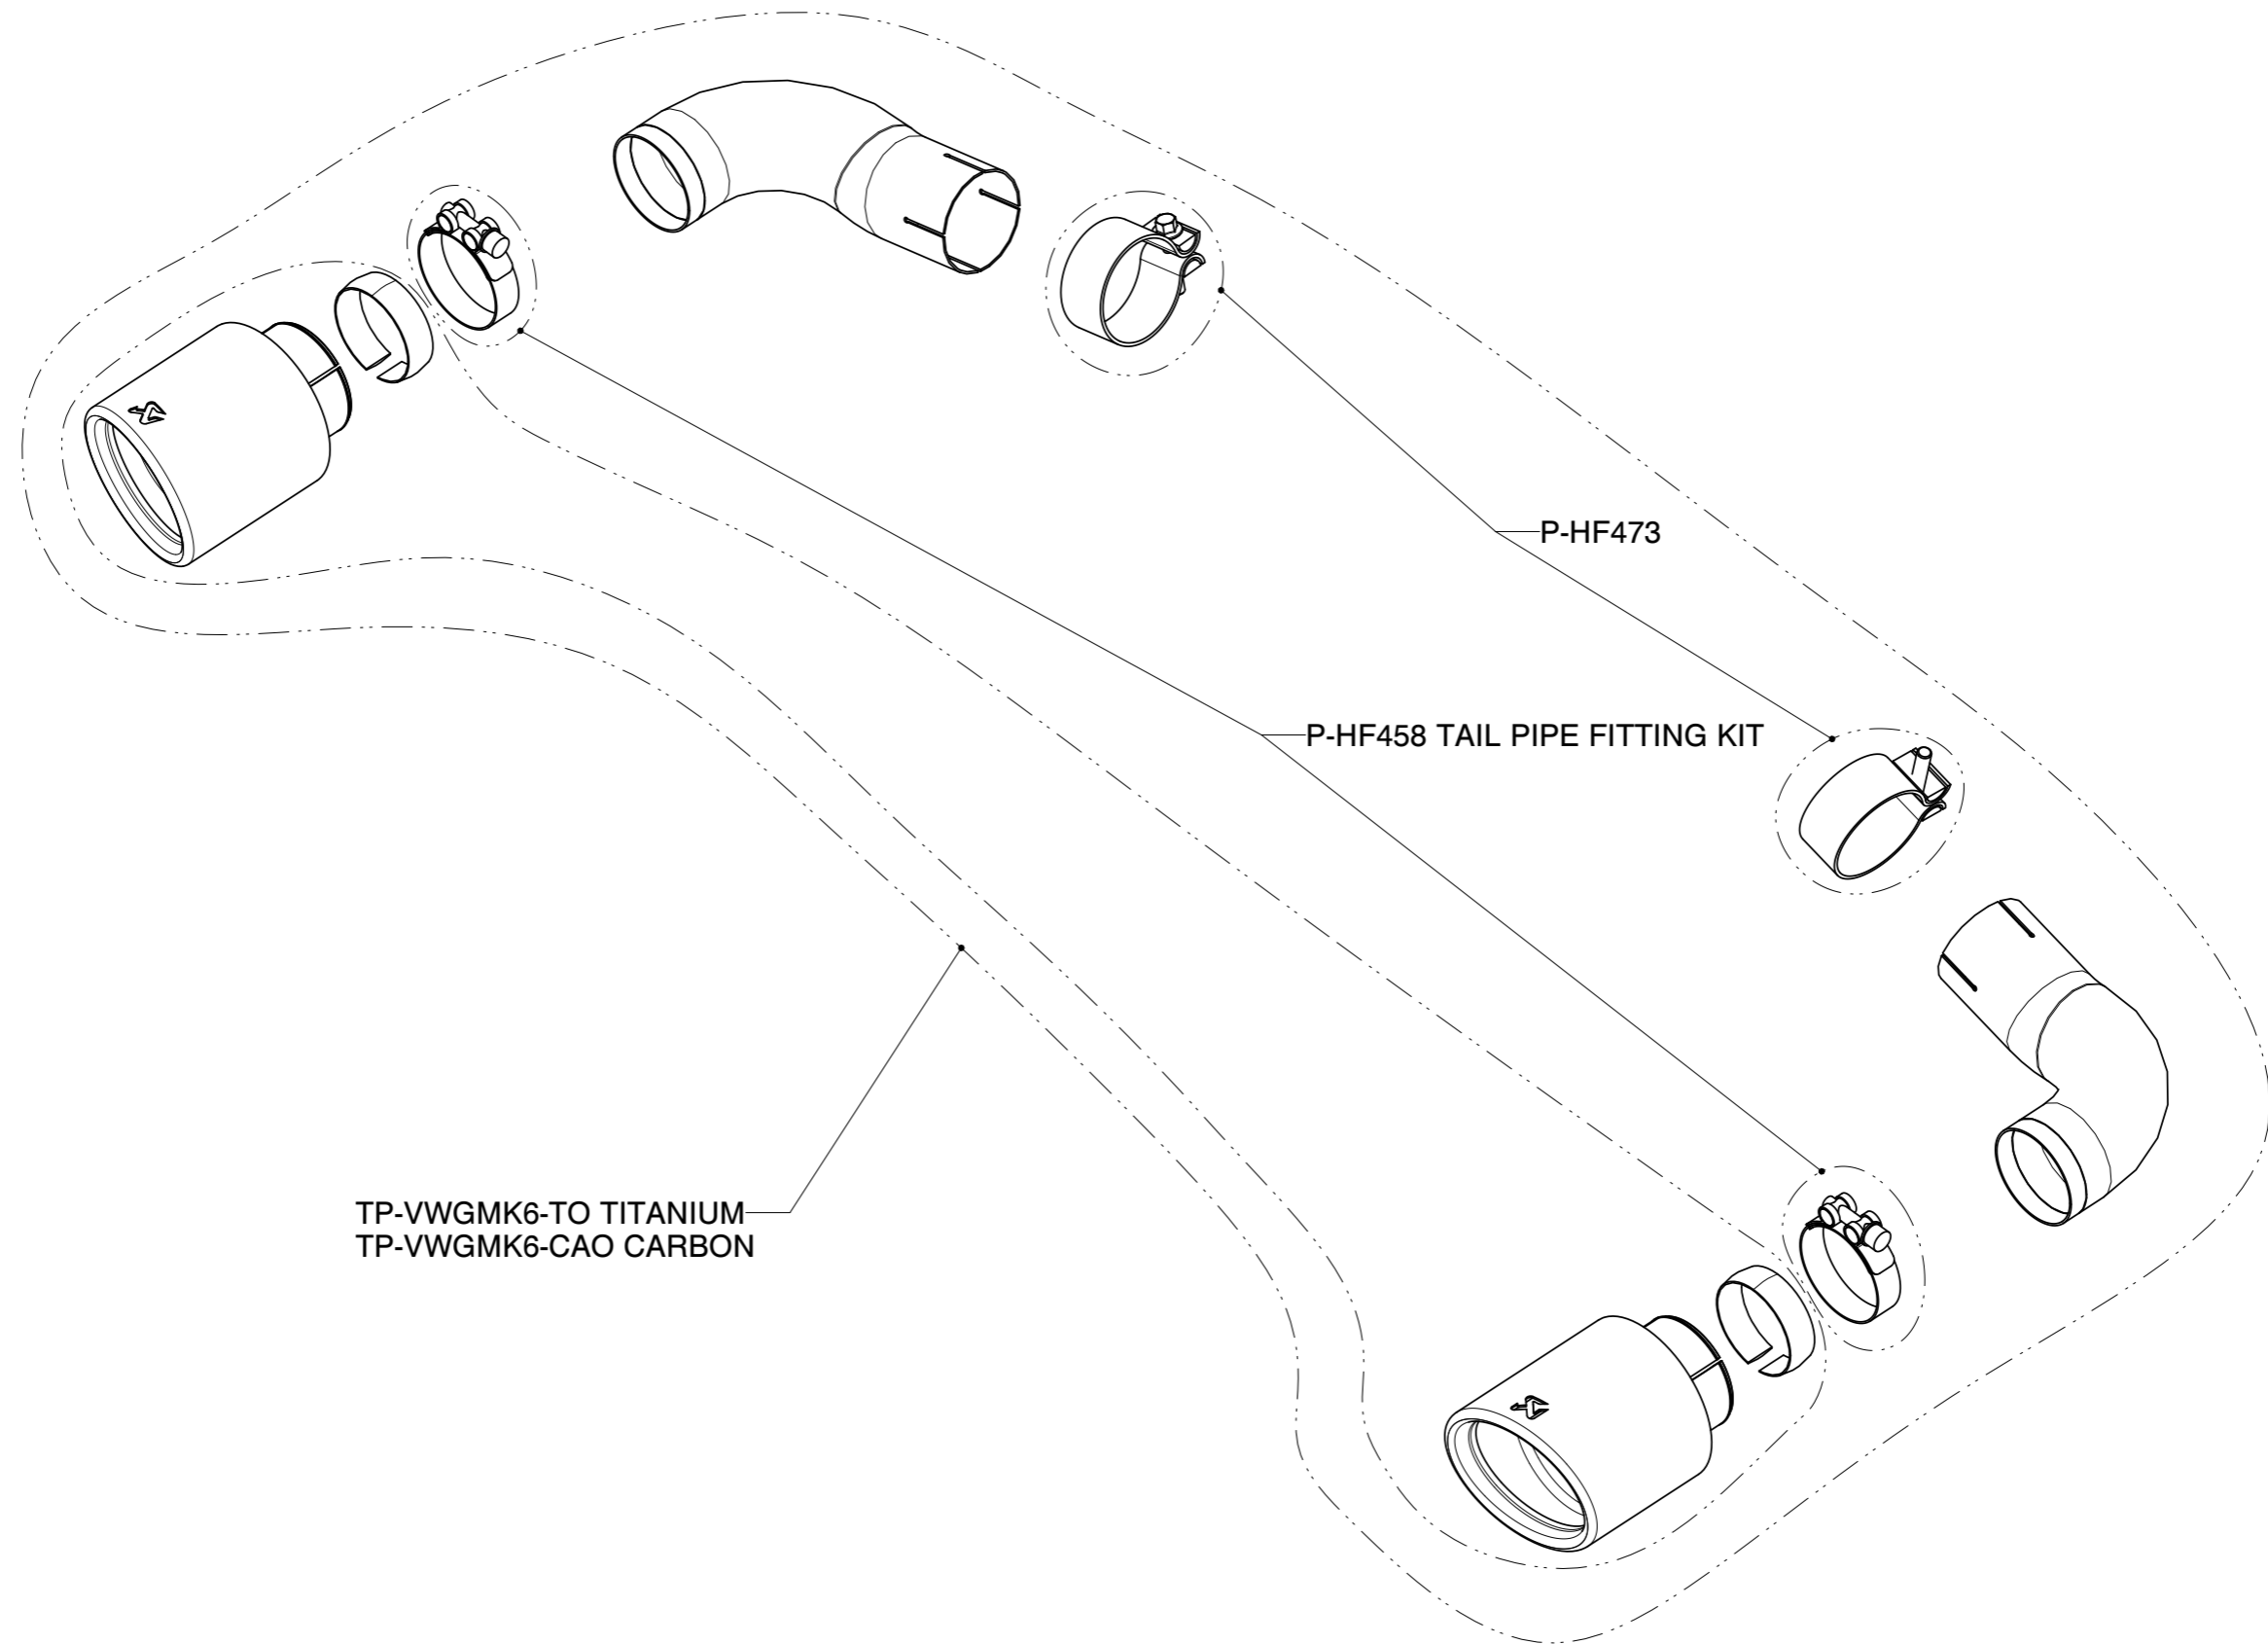 P-HF473
P-HF458 TAIL PIPE FITTING KIT
TP-VWGMK6-TO TITANIUM
TP-VWGMK6-CAO CARBON